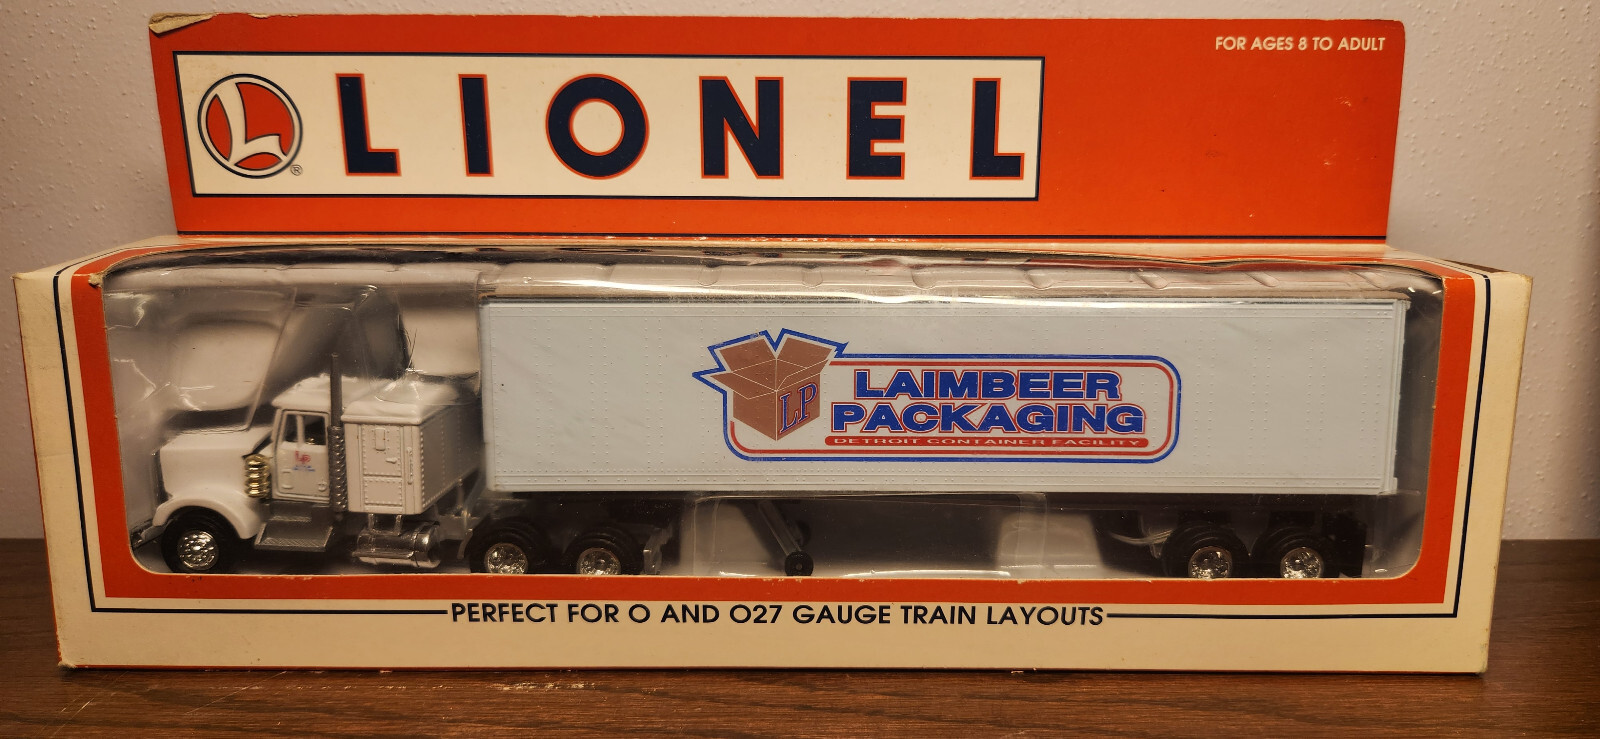 FOR AGES 8 TO ADULT
L ® LIONEL
LP
LAIMBEER
PACKAGING
DETROIT CONTAINER FACILITY
PERFECT FOR O AND O27 GAUGE TRAIN LAYOUTS